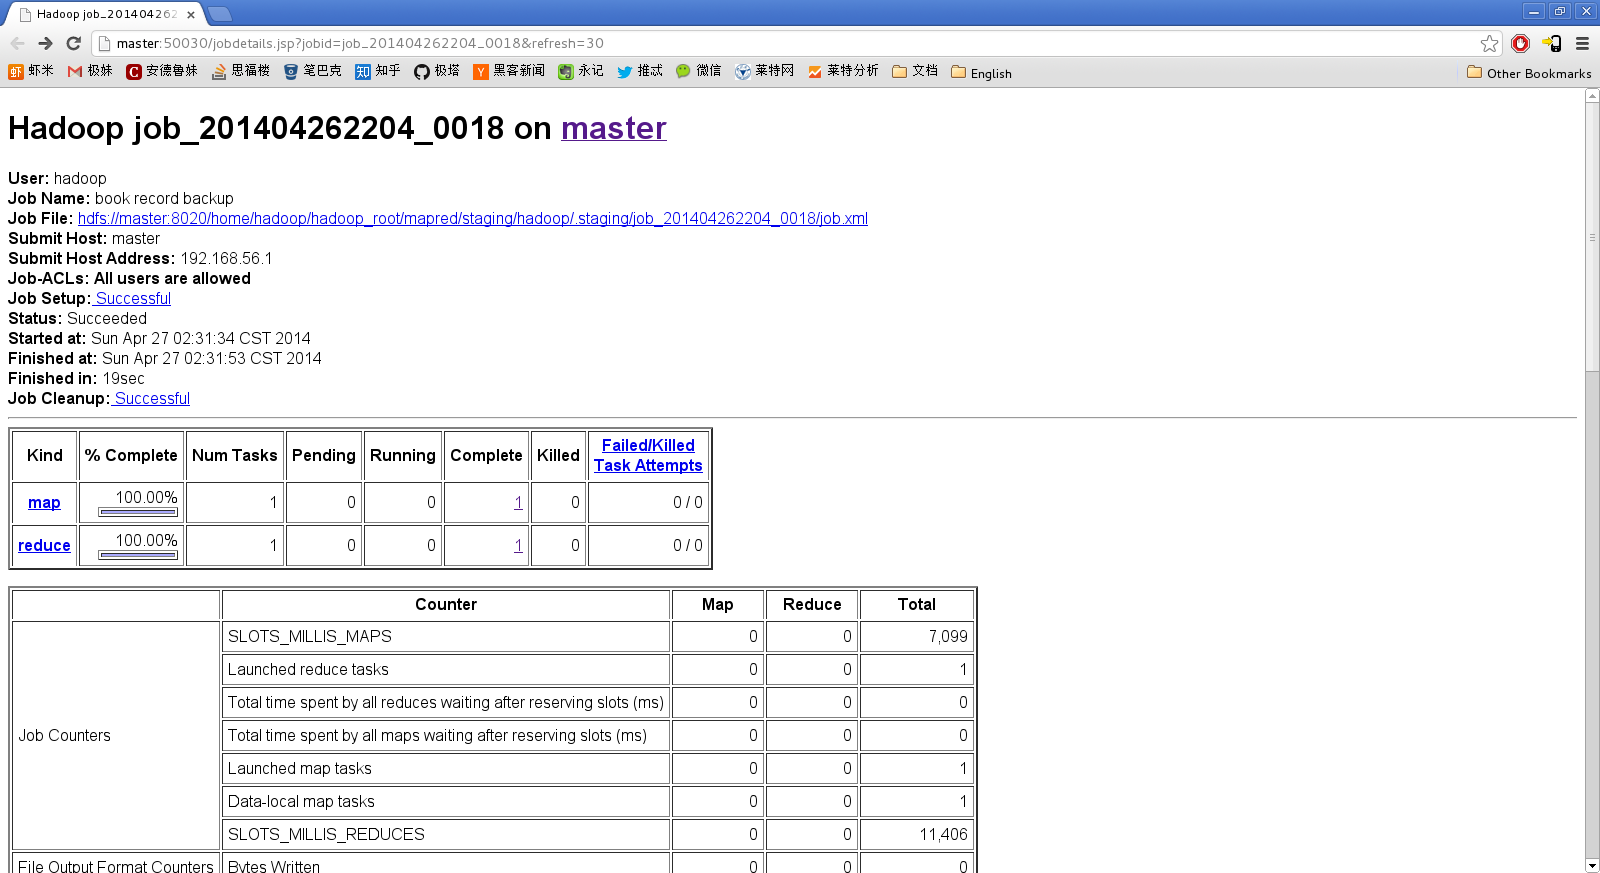 Hadoop job_201404262
master:50030/jobdetails.jsp?jobid=job_201404262204_0018&refresh=30
虾米 极妹 安德鲁妹 思福楼 笔巴克 知乎 极塔 黑客新闻 永记 推忒 微信 莱特网 莱特分析 文档 English Other Bookmarks
Hadoop job_201404262204_0018 on master
User: hadoop
Job Name: book record backup
Job File: hdfs://master:8020/home/hadoop/hadoop_root/mapred/staging/hadoop/.staging/job_201404262204_0018/job.xml
Submit Host: master
Submit Host Address: 192.168.56.1
Job-ACLs: All users are allowed
Job Setup: Successful
Status: Succeeded
Started at: Sun Apr 27 02:31:34 CST 2014
Finished at: Sun Apr 27 02:31:53 CST 2014
Finished in: 19sec
Job Cleanup: Successful
Kind % Complete Num Tasks Pending Running Complete Killed Failed/Killed
Task Attempts
map 100.00% 1 0 0 1 0 0 / 0
reduce 100.00% 1 0 0 1 0 0 / 0
Counter Map Reduce Total
SLOTS_MILLIS_MAPS 0 0 7,099
Launched reduce tasks 0 0 1
Total time spent by all reduces waiting after reserving slots (ms) 0 0 0
Job Counters Total time spent by all maps waiting after reserving slots (ms) 0 0 0
Launched map tasks 0 0 1
Data-local map tasks 0 0 1
SLOTS_MILLIS_REDUCES 0 0 11,406
File Output Format Counters Bytes Written 0 0 0